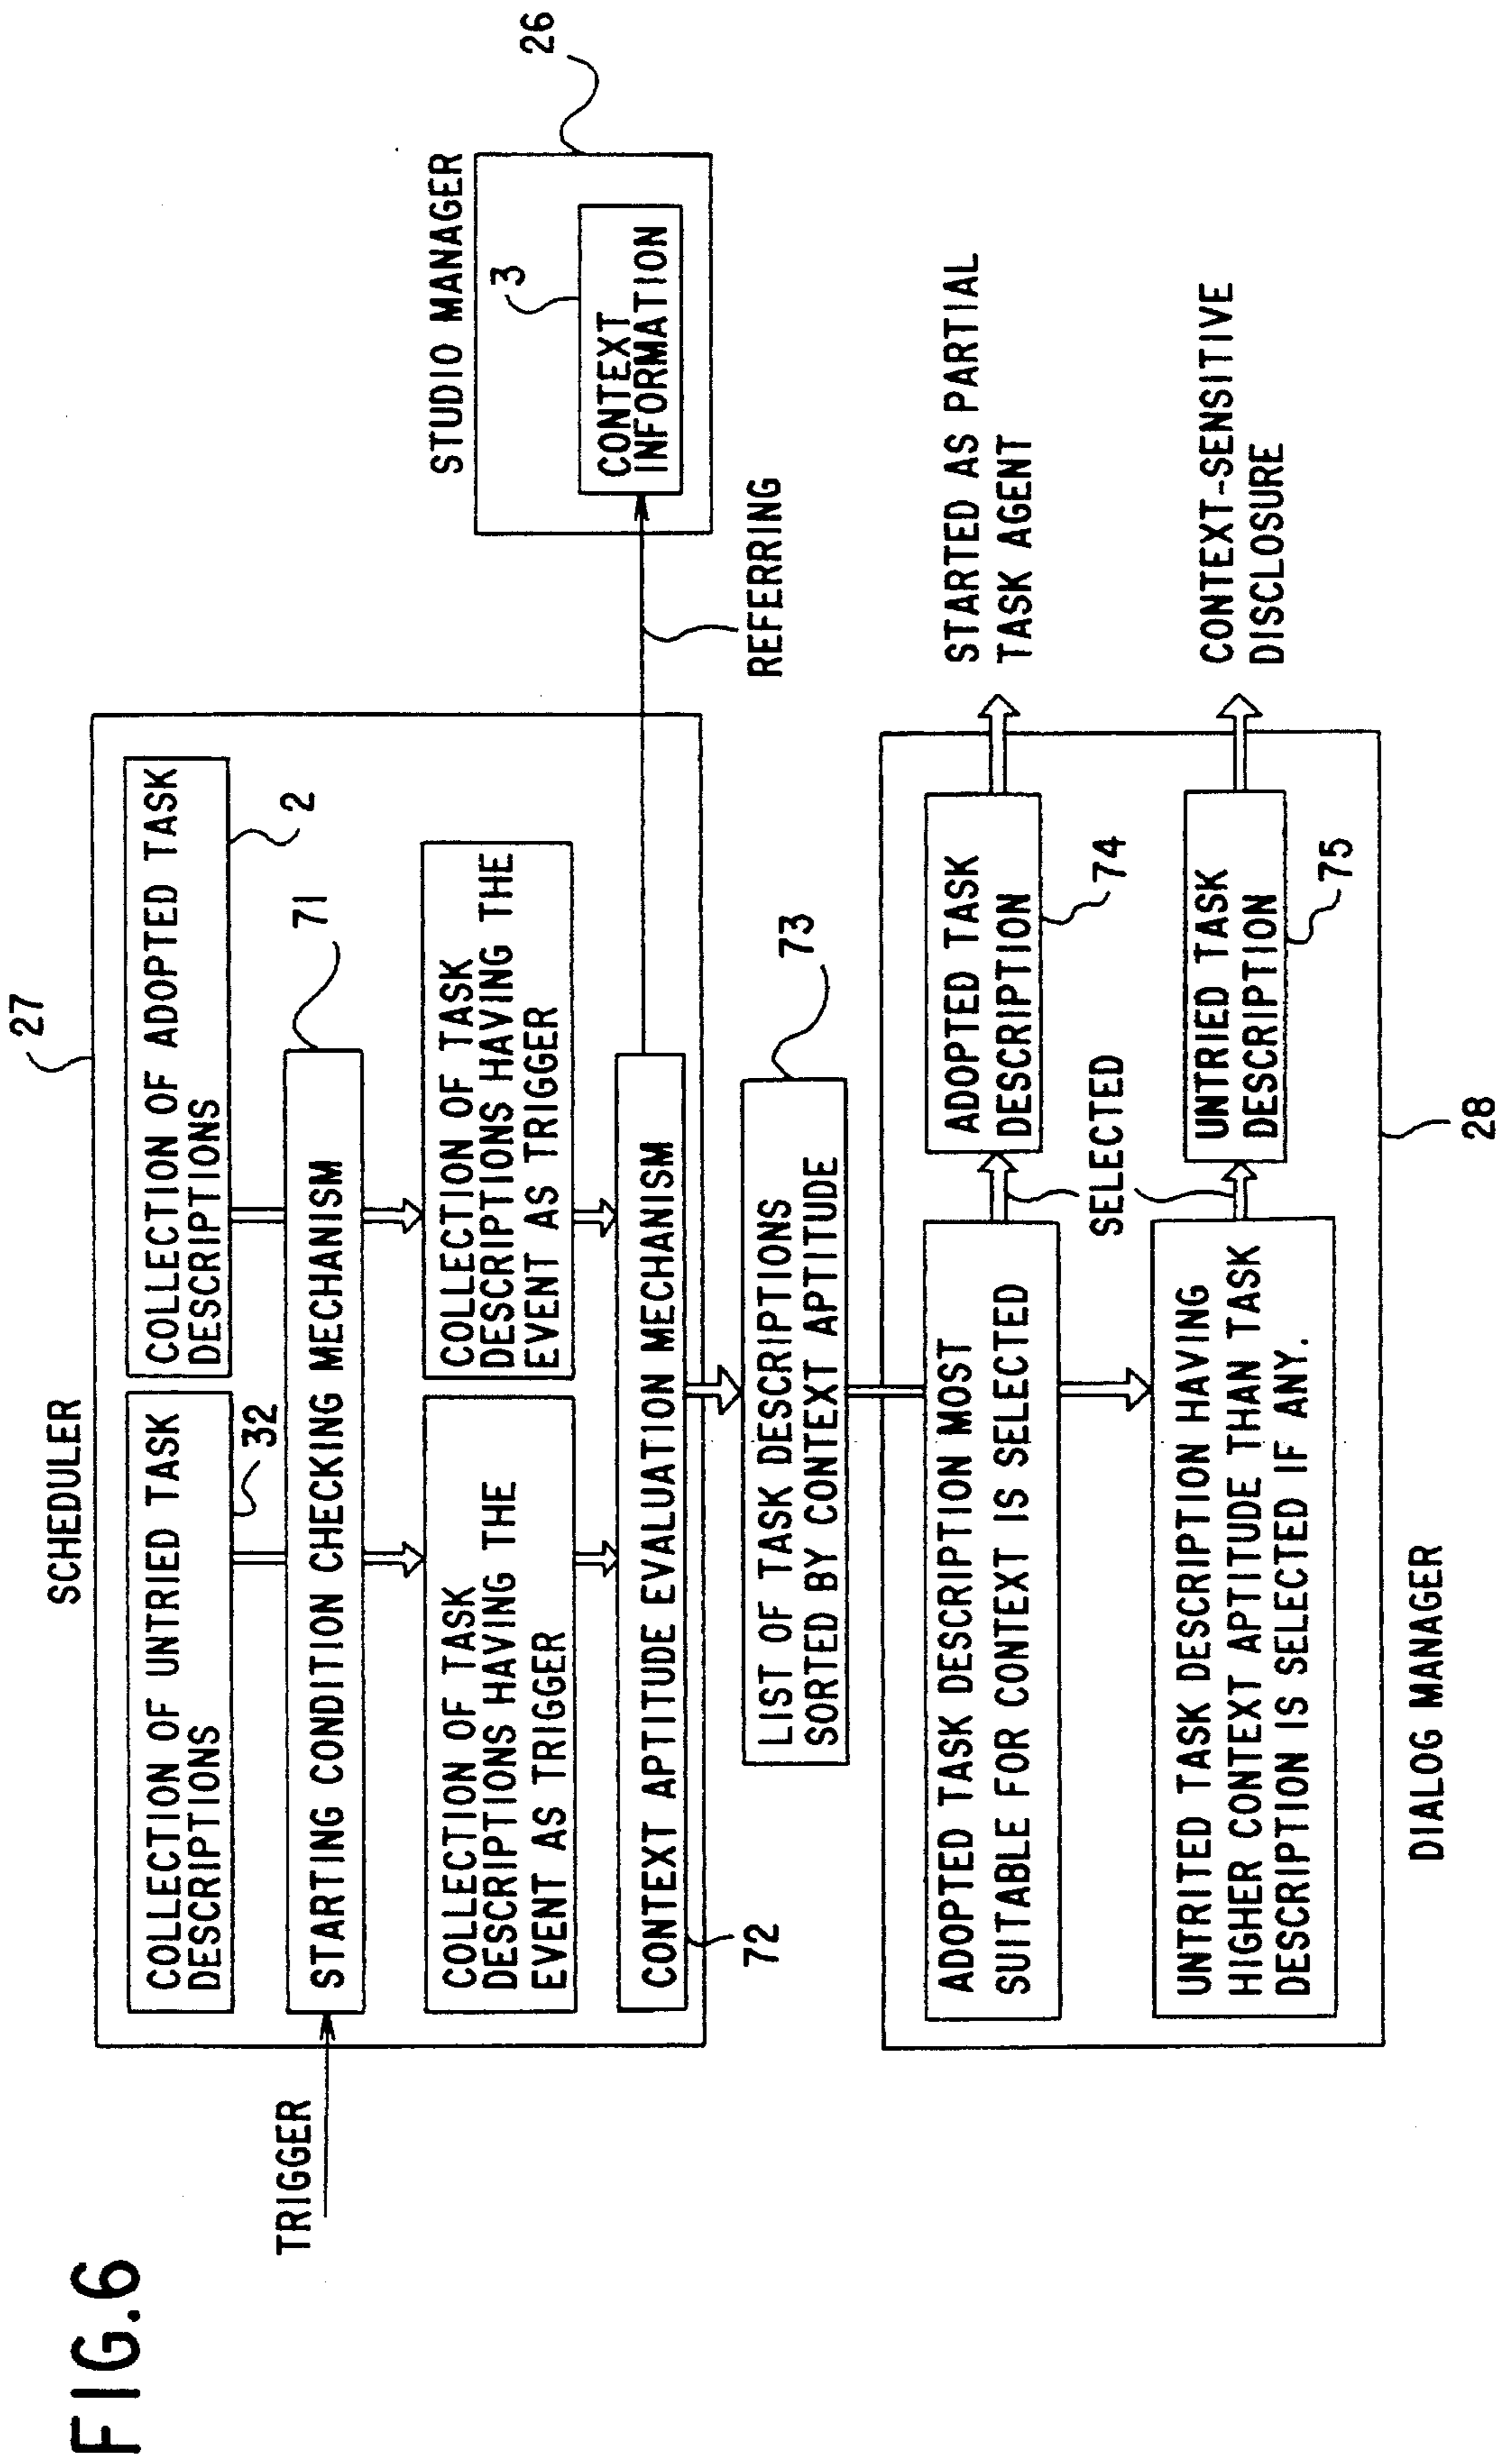 FIG.6
SCHEDULER
27
TRIGGER
COLLECTION OF UNTRIED TASK
DESCRIPTIONS
32
COLLECTION OF ADOPTED TASK
DESCRIPTIONS
2
STARTING CONDITION CHECKING MECHANISM
71
COLLECTION OF TASK
DESCRIPTIONS HAVING THE
EVENT AS TRIGGER
COLLECTION OF TASK
DESCRIPTIONS HAVING THE
EVENT AS TRIGGER
CONTEXT APTITUDE EVALUATION MECHANISM
72
STUDIO MANAGER
26
3
CONTEXT
INFORMATION
REFERRING
LIST OF TASK DESCRIPTIONS
SORTED BY CONTEXT APTITUDE
73
ADOPTED TASK DESCRIPTION MOST
SUITABLE FOR CONTEXT IS SELECTED
ADOPTED TASK
DESCRIPTION
74
STARTED AS PARTIAL
TASK AGENT
SELECTED
UNTRITED TASK DESCRIPTION HAVING
HIGHER CONTEXT APTITUDE THAN TASK
DESCRIPTION IS SELECTED IF ANY.
UNTRIED TASK
DESCRIPTION
75
CONTEXT-SENSITIVE
DISCLOSURE
28
DIALOG MANAGER